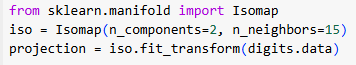 from sklearn.manifold import Isomap
iso = Isomap(n_components=2, n_neighbors=15)
projection = iso.fit_transform(digits.data)